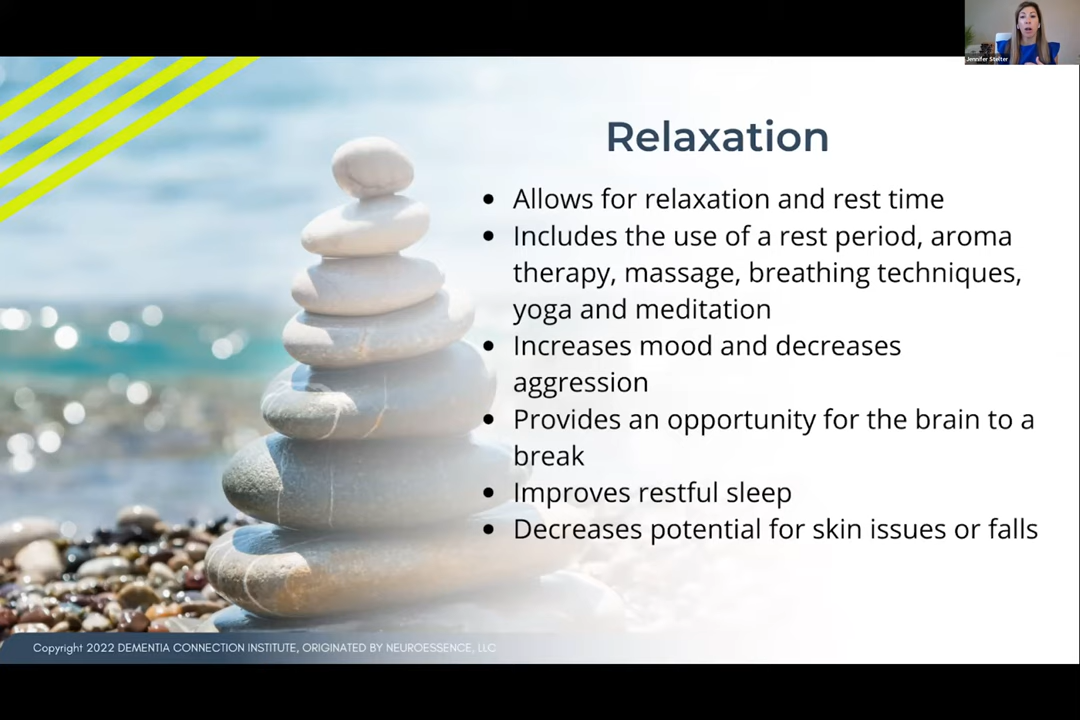 Jennifer Stelter
Relaxation
• Allows for relaxation and rest time
• Includes the use of a rest period, aroma
therapy, massage, breathing techniques,
yoga and meditation
• Increases mood and decreases
aggression
• Provides an opportunity for the brain to a
break
• Improves restful sleep
• Decreases potential for skin issues or falls
Copyright 2022 DEMENTIA CONNECTION INSTITUTE, ORIGINATED BY NEUROESSENCE, LLC